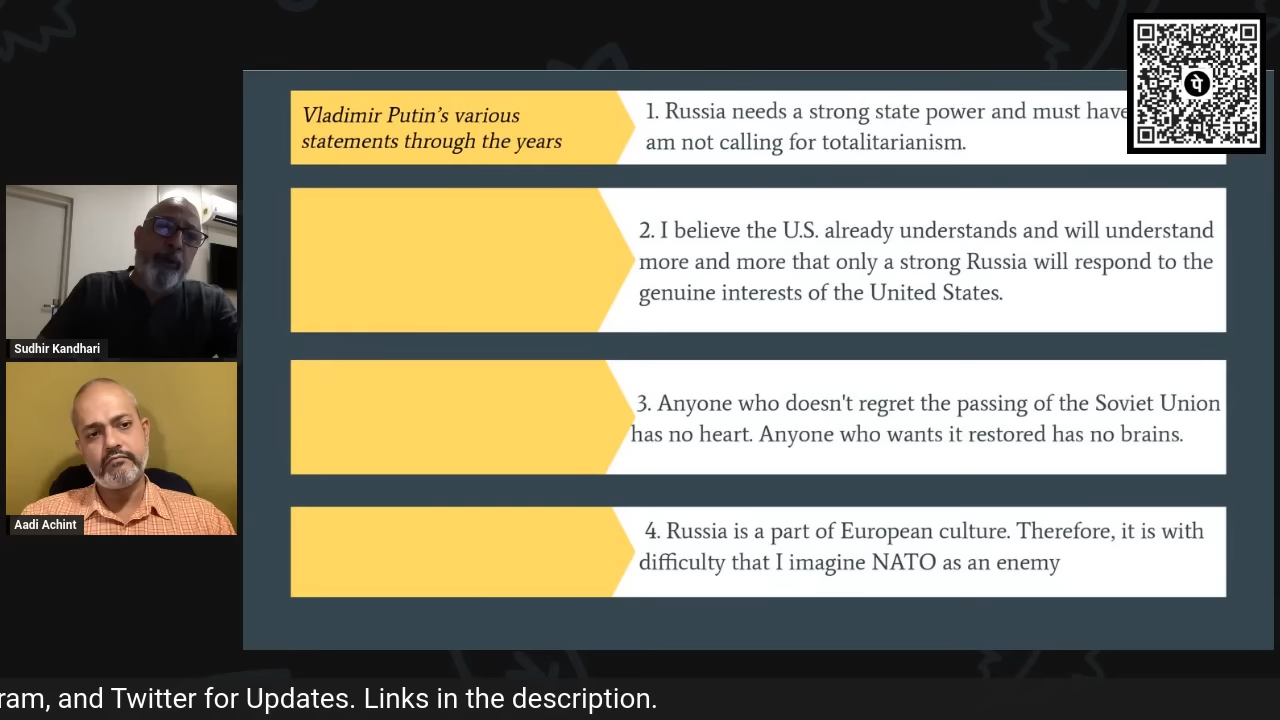 Vladimir Putin's various
statements through the years
1. Russia needs a strong state power and must have
am not calling for totalitarianism.
पे
2. I believe the U.S. already understands and will understand
more and more that only a strong Russia will respond to the
genuine interests of the United States.
3. Anyone who doesn't regret the passing of the Soviet Union
has no heart. Anyone who wants it restored has no brains.
4. Russia is a part of European culture. Therefore, it is with
difficulty that I imagine NATO as an enemy
Sudhir Kandhari
Aadi Achint
ram, and Twitter for Updates. Links in the description.